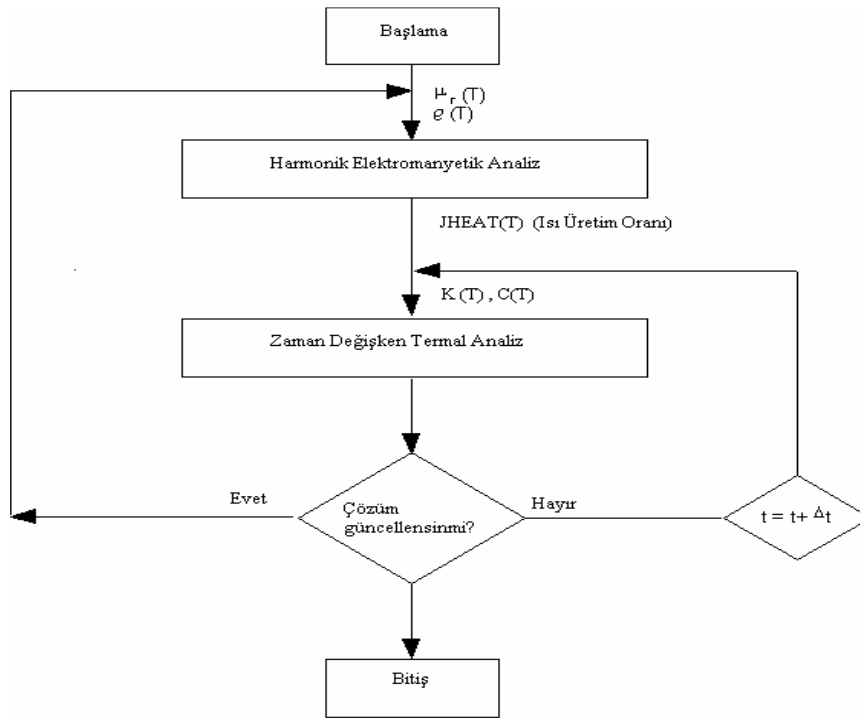 Başlama
μr (T)
ϱ (T)
Harmonik Elektromanyetik Analiz
JHEAT(T) (Isı Üretim Oranı)
K (T) , C(T)
Zaman Değişken Termal Analiz
Evet
Çözüm
güncellensinmi?
Hayır
t = t+ Δt
Bitiş